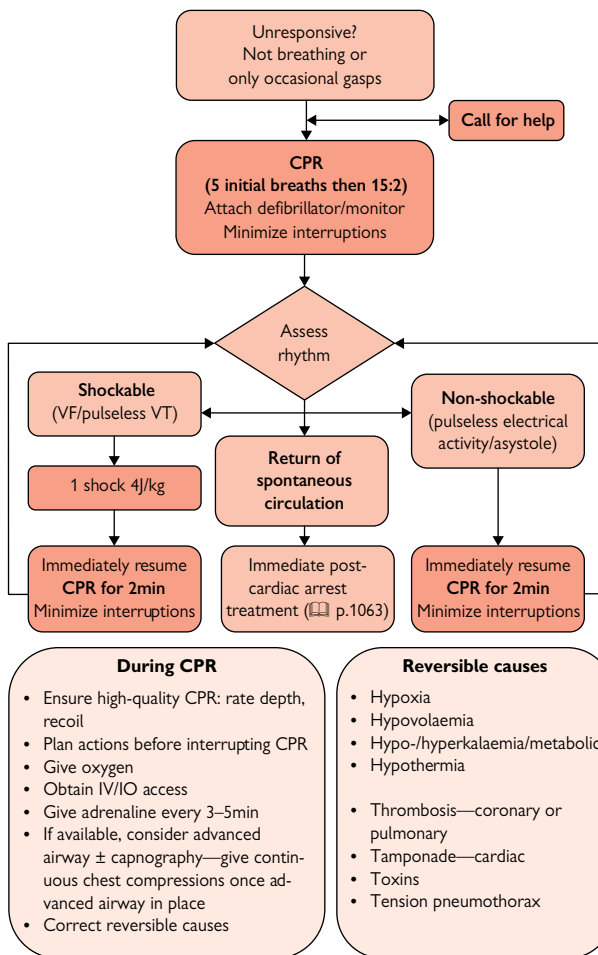 Unresponsive?
Not breathing or
only occasional gasps
Call for help
CPR
(5 initial breaths then 15:2)
Attach defibrillator/monitor
Minimize interruptions
Assess
rhythm
Shockable
(VF/pulseless VT)
1 shock 4J/kg
Immediately resume
CPR for 2min
Minimize interruptions
Return of
spontaneous
circulation
Immediate post-
cardiac arrest
treatment (🕮 p.1063)
Non-shockable
(pulseless electrical
activity/asystole)
Immediately resume
CPR for 2min
Minimize interruptions
During CPR
• Ensure high-quality CPR: rate depth,
recoil
• Plan actions before interrupting CPR
• Give oxygen
• Obtain IV/IO access
• Give adrenaline every 3–5min
• If available, consider advanced
airway ± capnography—give contin-
uous chest compressions once ad-
vanced airway in place
• Correct reversible causes
Reversible causes
• Hypoxia
• Hypovolaemia
• Hypo-/hyperkalaemia/metabolic
• Hypothermia
• Thrombosis—coronary or
pulmonary
• Tamponade—cardiac
• Toxins
• Tension pneumothorax